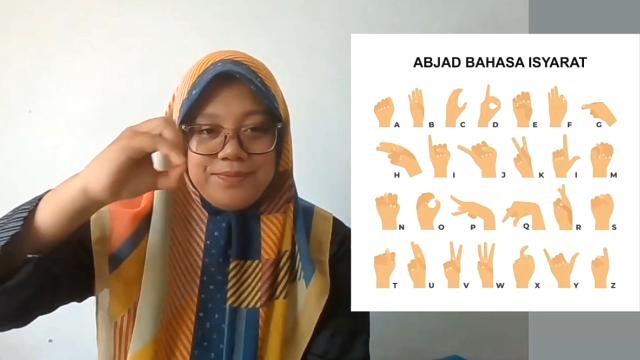 ABJAD BAHASA ISYARAT
A B C D E F G
H I J K I M
N O P Q R S
T U V W X Y Z